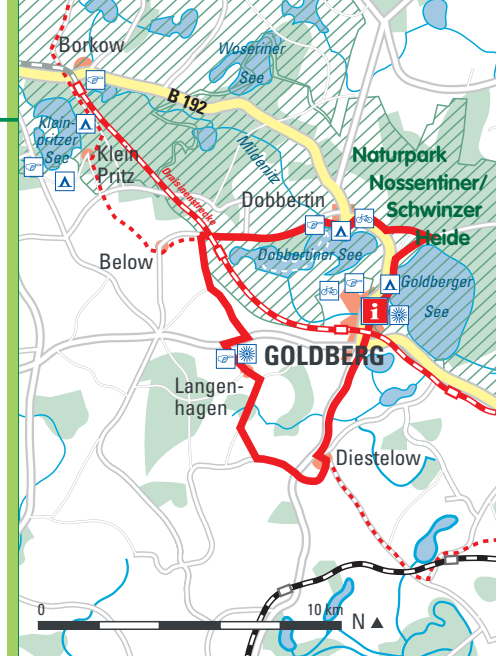 Borkow
Woseriner
See
B 192
Klein-
pritzer
See
Klein
Pritz
Mildenitz
Draisinenstrecke
Naturpark
Nossentiner/
Schwinzer
Heide
Dobbertin
Below
Dobbertiner See
Goldberger
See
i
GOLDBERG
Langen-
hagen
Diestelow
0
10 km
N